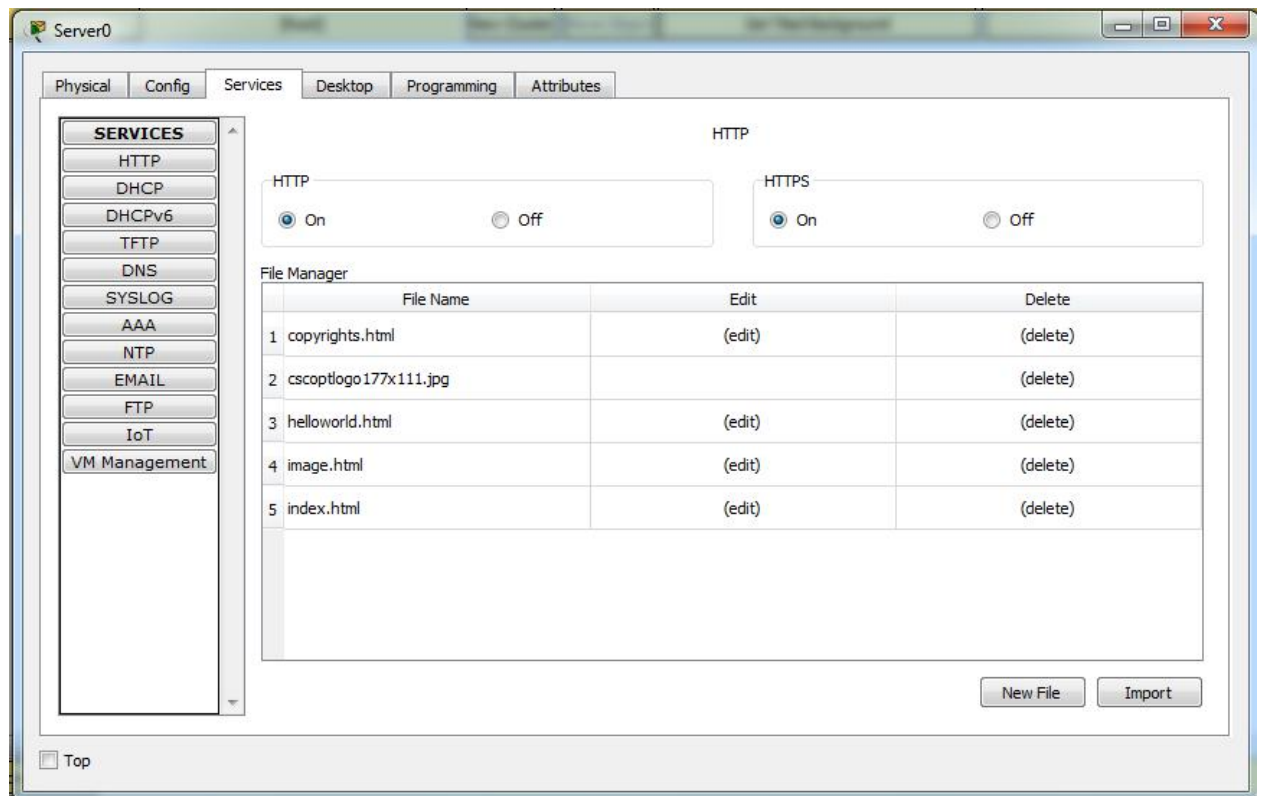 Server0
Physical Config Services Desktop Programming Attributes
SERVICES
HTTP
DHCP
DHCPv6
TFTP
DNS
SYSLOG
AAA
NTP
EMAIL
FTP
IoT
VM Management
HTTP
HTTP
On Off
HTTPS
On Off
File Manager
File Name Edit Delete
1 copyrights.html (edit) (delete)
2 cscoptlogo177x111.jpg (delete)
3 helloworld.html (edit) (delete)
4 image.html (edit) (delete)
5 index.html (edit) (delete)
New File Import
Top